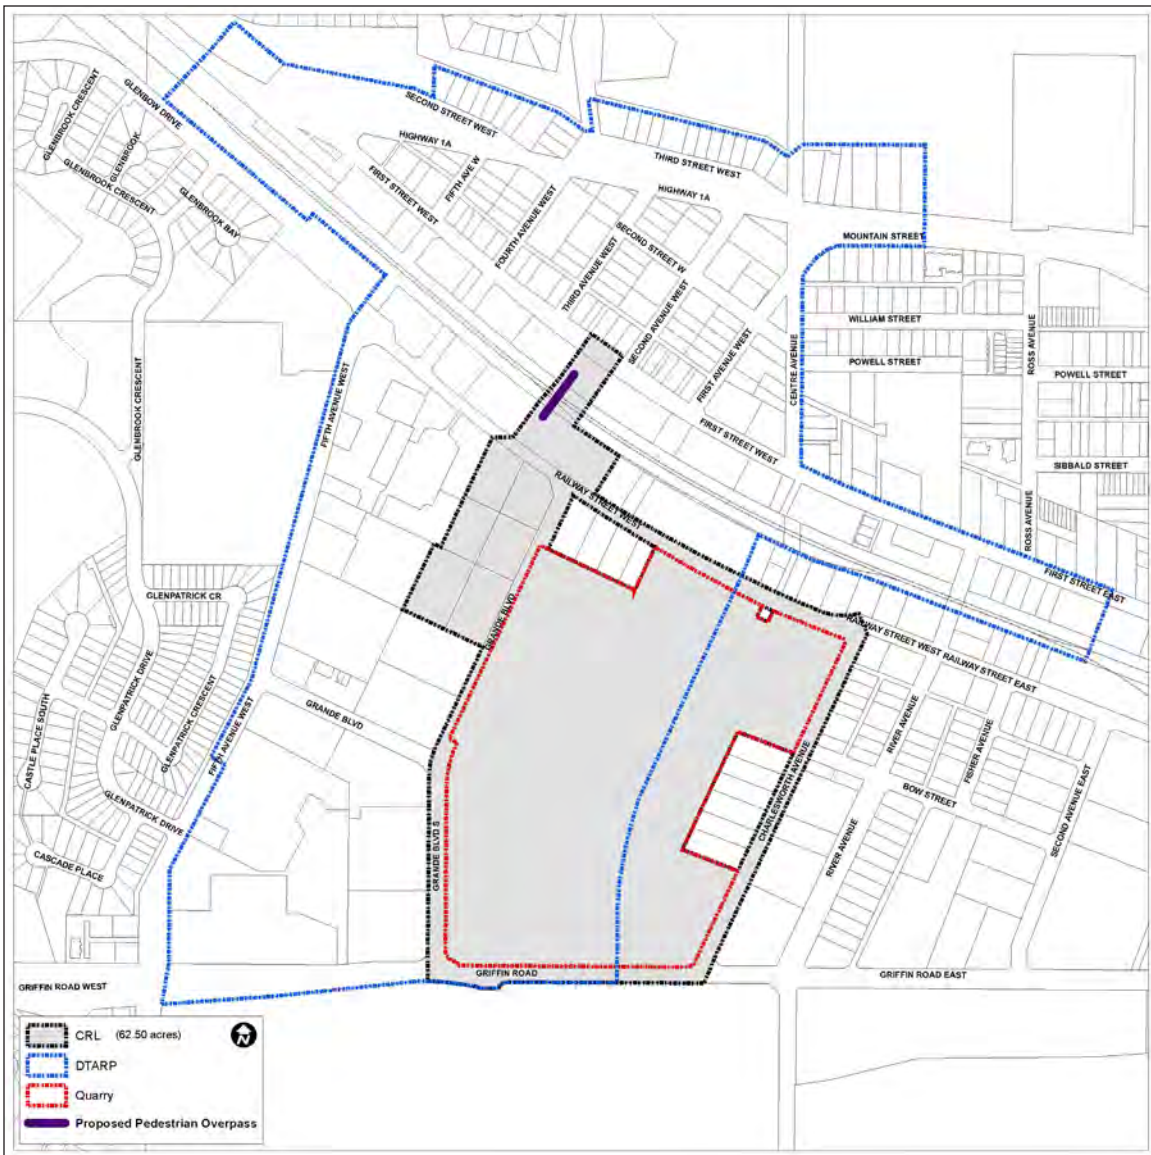 GLENBROOK CRESCENT
GLENBOW DRIVE
GLENBROOK
GLENBROOK CRESCENT
GLENBROOK BAY
SECOND STREET WEST
HIGHWAY 1A
FIFTH AVE W
FIRST STREET WEST
THIRD STREET WEST
HIGHWAY 1A
FOURTH AVENUE WEST
SECOND STREET W
THIRD AVENUE WEST
MOUNTAIN STREET
SECOND AVENUE WEST
WILLIAM STREET
ROSS AVENUE
POWELL STREET
POWELL STREET
CENTRE AVENUE
FIRST AVENUE WEST
GLENBROOK CRESCENT
FIFTH AVENUE WEST
FIRST STREET WEST
SIBBALD STREET
RAILWAY STREET WEST
ROSS AVENUE
FIRST STREET EAST
GLENPATRICK CR
GRANDE BLVD
RAILWAY STREET WEST
RAILWAY STREET EAST
GLENPATRICK DRIVE
GLENPATRICK CRESCENT
GRANDE BLVD
RIVER AVENUE
CASTLE PLACE SOUTH
FIFTH AVENUE WEST
FISHER AVENUE
BOW STREET
GLENPATRICK DRIVE
CHARLESWORTH AVENUE
SECOND AVENUE EAST
CASCADE PLACE
GRANDE BLVD S
RIVER AVENUE
GRIFFIN ROAD
GRIFFIN ROAD EAST
GRIFFIN ROAD WEST
CRL (62.50 acres)
N
DTARP
Quarry
Proposed Pedestrian Overpass